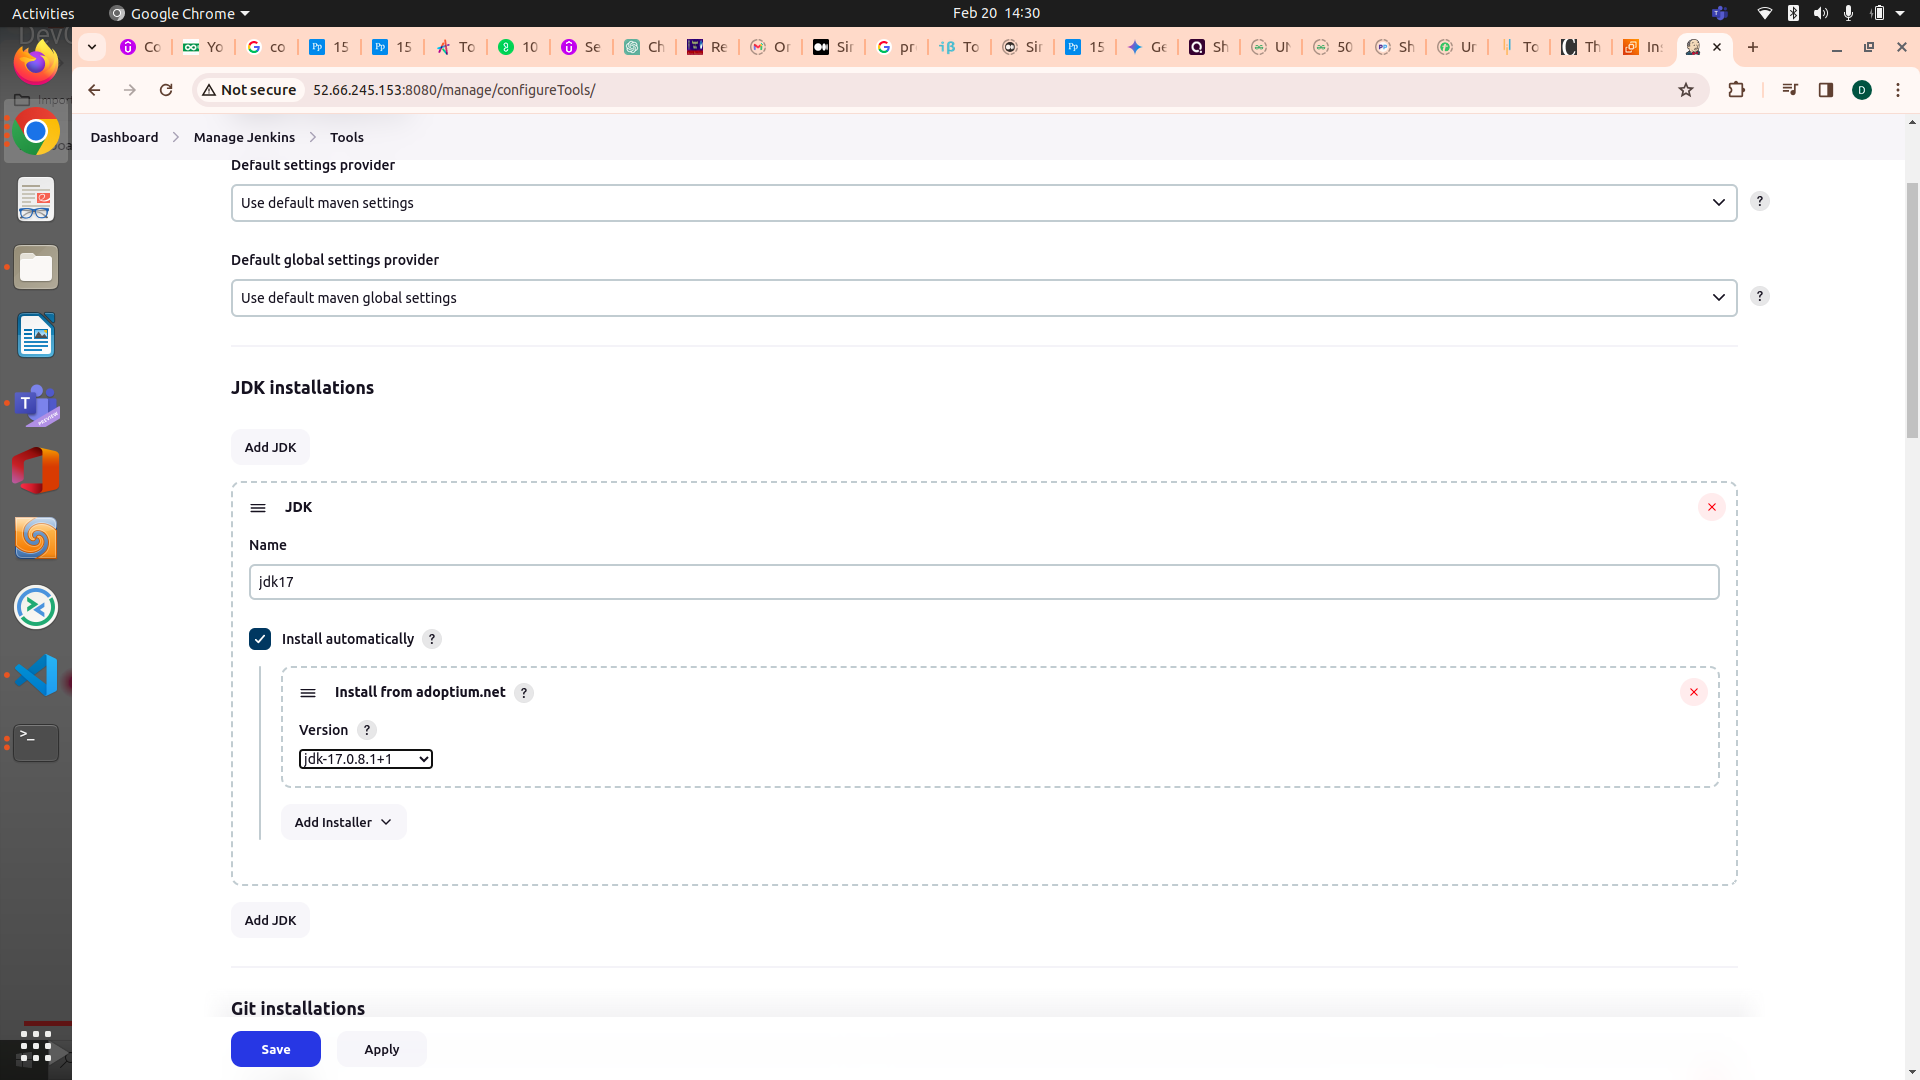 Activities
Google Chrome
Feb 20 14:30
Co
Yo
co
15
15
To
10
Se
Ch
Re
Or
Sir
pr
To
Sir
15
Ge
Sh
UN
50
Sh
Ur
To
Th
Ins
Not secure
52.66.245.153:8080/manage/configureTools/
D
Dashboard
Manage Jenkins
Tools
Default settings provider
Use default maven settings
?
Default global settings provider
Use default maven global settings
?
JDK installations
Add JDK
JDK
Name
jdk17
Install automatically ?
Install from adoptium.net ?
Version ?
jdk-17.0.8.1+1
Add Installer
Add JDK
Git installations
Save
Apply